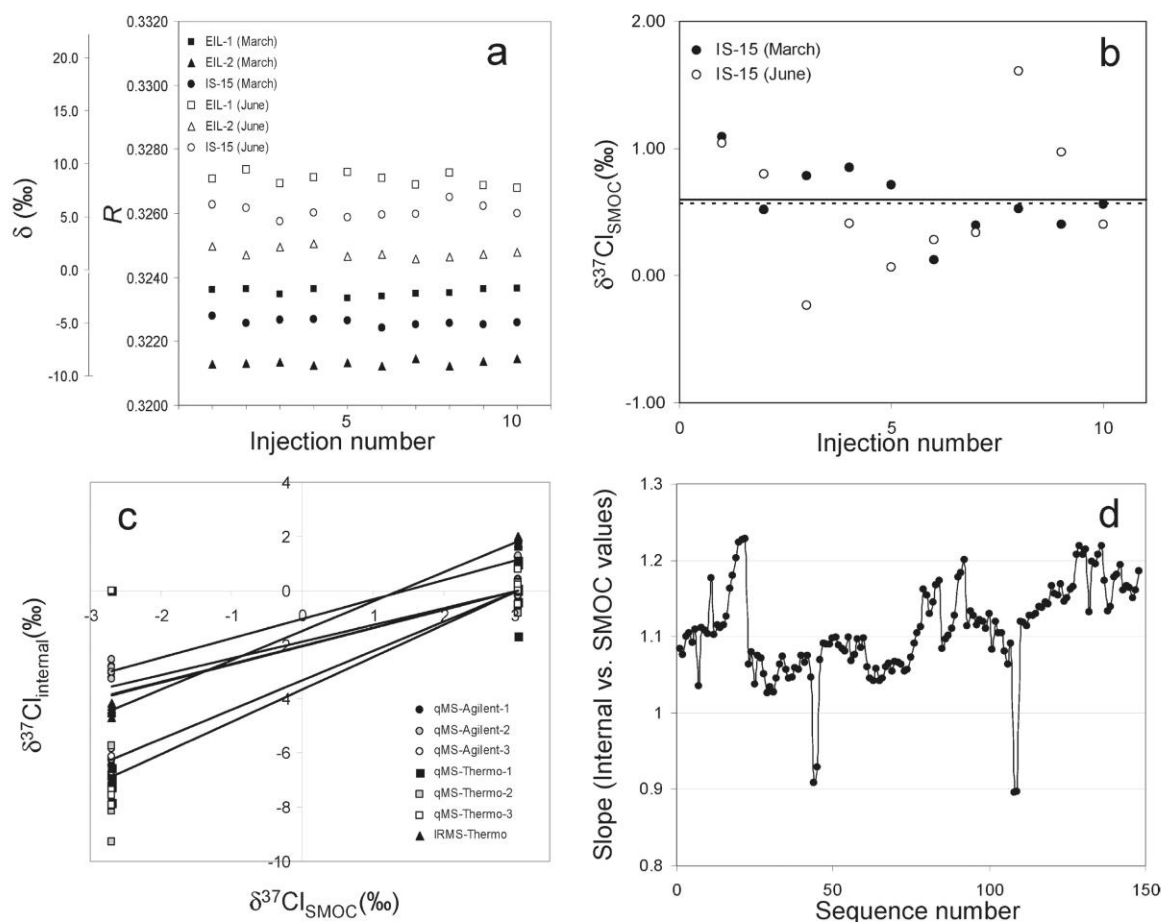 a
0.3320
0.3300
0.3280
0.3260
0.3240
0.3220
0.3200
20.0
15.0
10.0
5.0
0.0
-5.0
-10.0
δ (‰)
R
EIL-1 (March)
EIL-2 (March)
IS-15 (March)
EIL-1 (June)
EIL-2 (June)
IS-15 (June)
5
10
Injection number
b
2.00
1.00
0.00
-1.00
δ³⁷Cl_SMOC(‰)
IS-15 (March)
IS-15 (June)
0
5
10
Injection number
c
4
2
0
-2
-4
-6
-8
-10
-3
-2
-1
0
1
2
3
δ³⁷Cl_internal(‰)
qMS-Agilent-1
qMS-Agilent-2
qMS-Agilent-3
qMS-Thermo-1
qMS-Thermo-2
qMS-Thermo-3
IRMS-Thermo
δ³⁷Cl_SMOC(‰)
d
1.3
1.2
1.1
1
0.9
0.8
Slope (Internal vs. SMOC values)
0
50
100
150
Sequence number